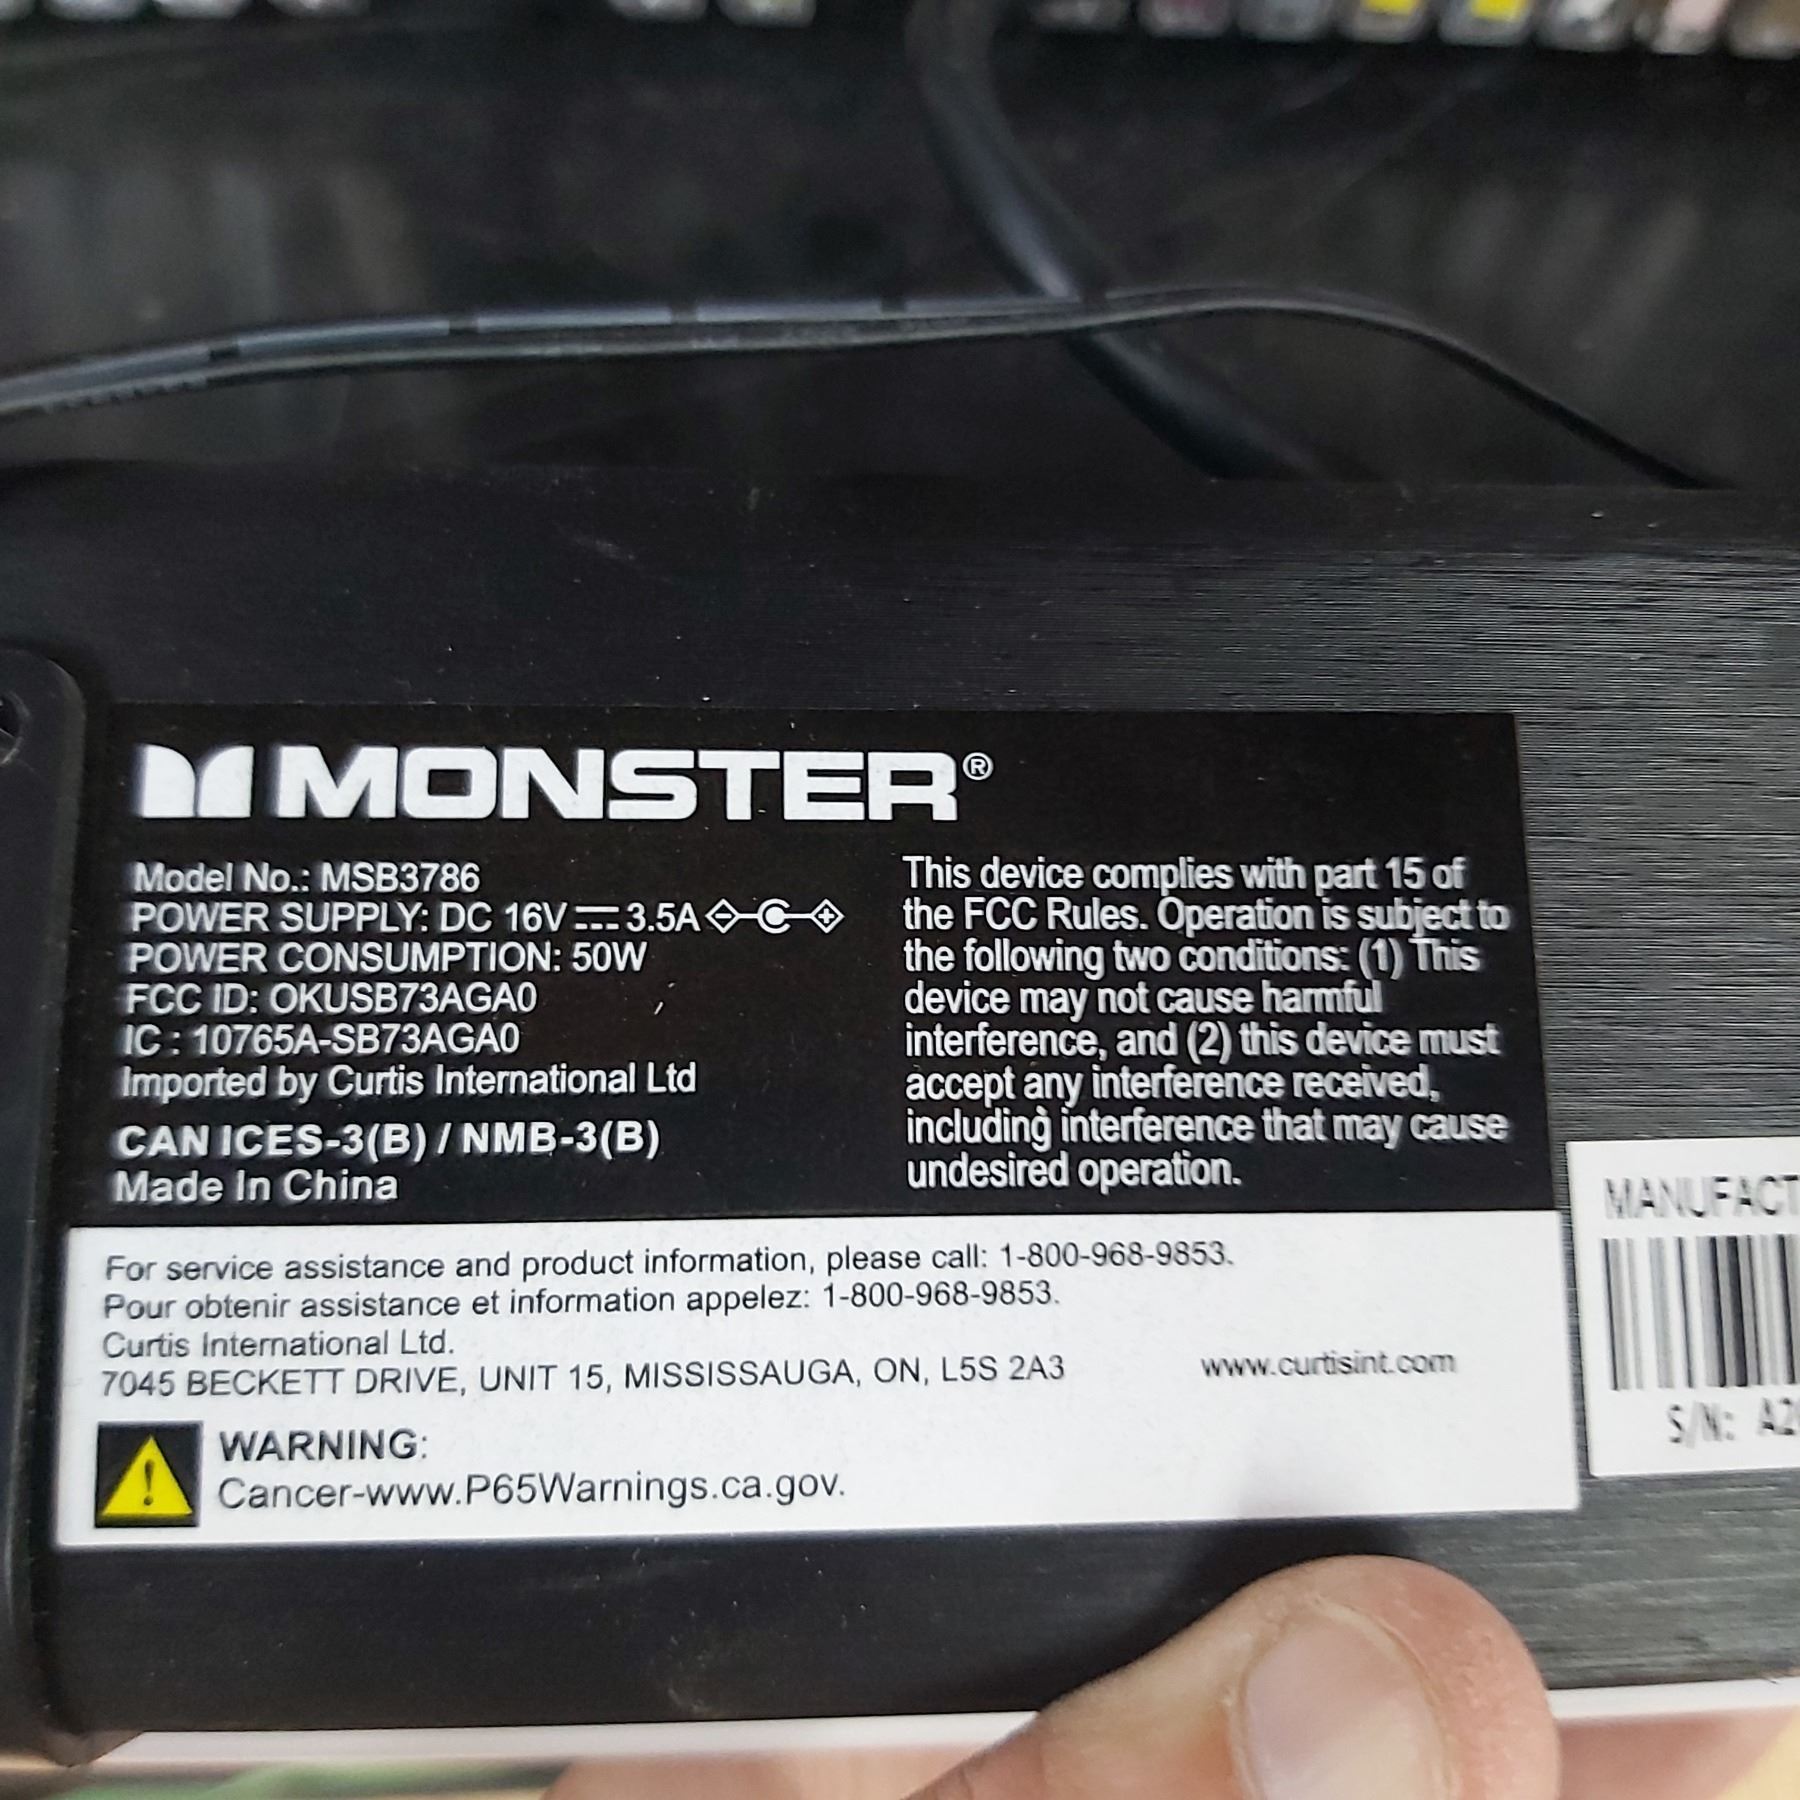 MONSTER®
Model No.: MSB3786
POWER SUPPLY: DC 16V 3.5A
POWER CONSUMPTION: 50W
FCC ID: OKUSB73AGA0
IC : 10765A-SB73AGA0
Imported by Curtis International Ltd
CAN ICES-3(B) / NMB-3(B)
Made In China
This device complies with part 15 of
the FCC Rules. Operation is subject to
the following two conditions: (1) This
device may not cause harmful
interference, and (2) this device must
accept any interference received,
including interference that may cause
undesired operation.
For service assistance and product information, please call: 1-800-968-9853.
Pour obtenir assistance et information appelez: 1-800-968-9853.
Curtis International Ltd.
7045 BECKETT DRIVE, UNIT 15, MISSISSAUGA, ON, L5S 2A3
www.curtisint.com
WARNING:
Cancer-www.P65Warnings.ca.gov.
MANUFACT
S/N: A2